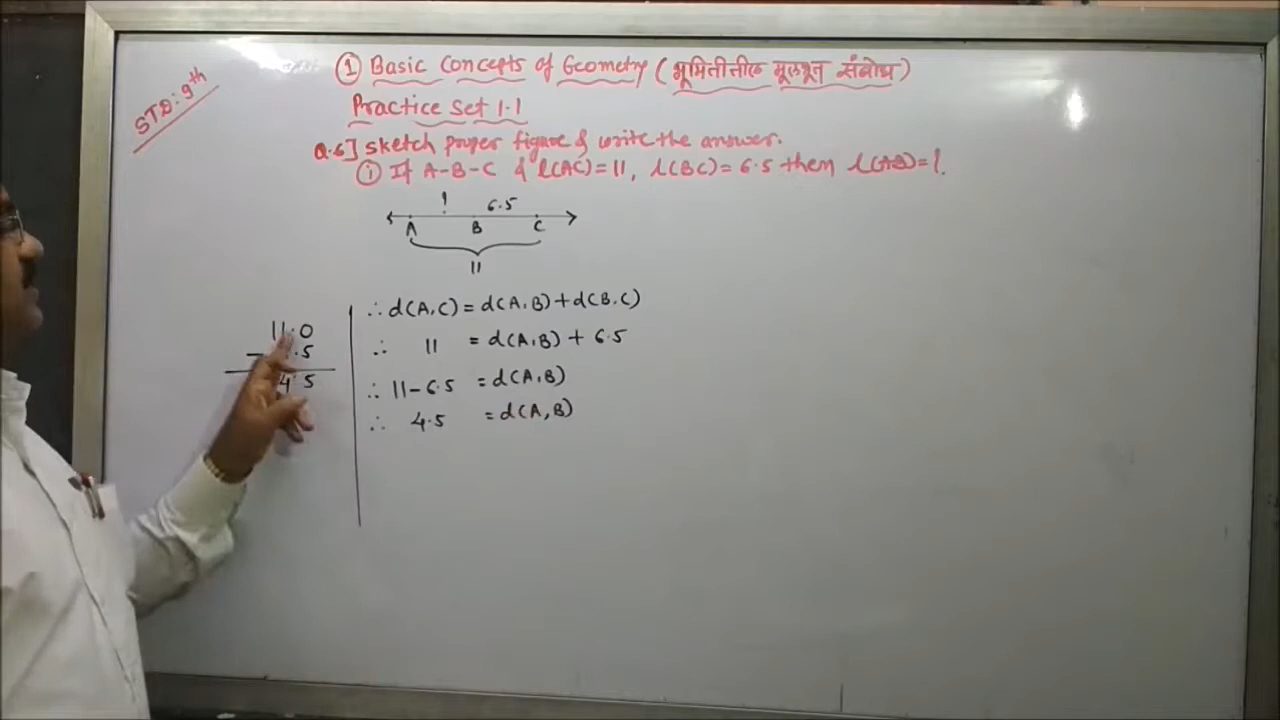 STD: 9th
① Basic Concepts of Geometry (भूमितीतील मूलभूत संबोध)
Practice Set 1.1
Q.6] Sketch proper figure & write the answer.
① If A-B-C & l(AC)=11, l(BC)=6.5 then l(AB)=?
? 6.5
A B C
11
11.0
- .5
4.5
∴ d(A,C) = d(A,B)+d(B,C)
∴ 11 = d(A,B) + 6.5
∴ 11-6.5 = d(A,B)
∴ 4.5 = d(A,B)